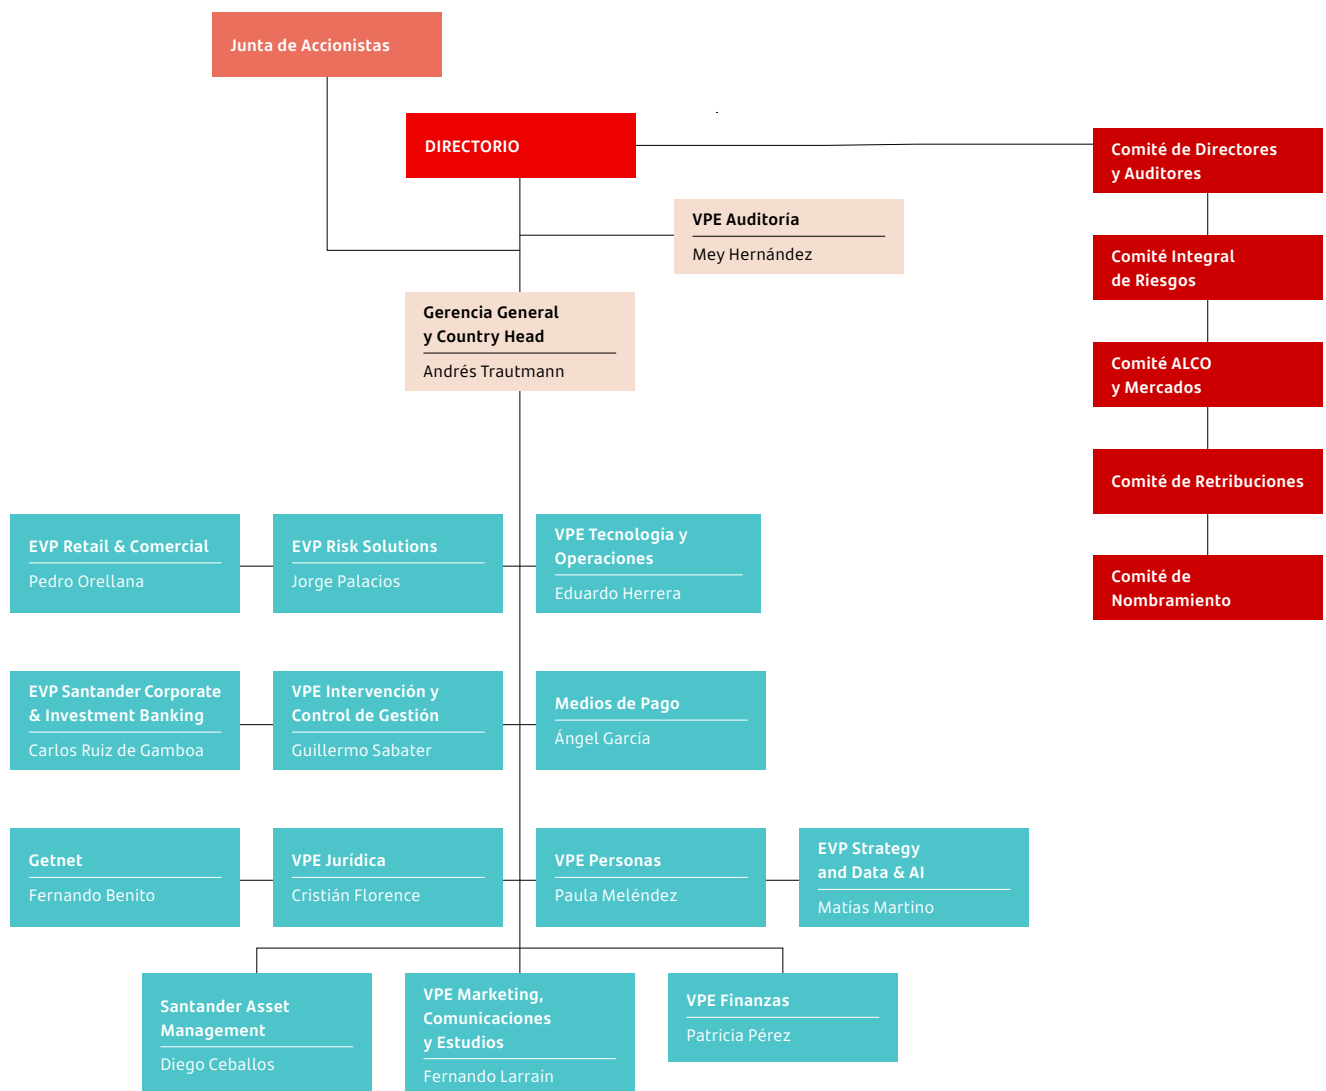 Junta de Accionistas
DIRECTORIO
Comité de Directores
y Auditores
VPE Auditoría
Mey Hernández
Comité Integral
de Riesgos
Gerencia General
y Country Head
Andrés Trautmann
Comité ALCO
y Mercados
Comité de Retribuciones
Comité de
Nombramiento
EVP Retail & Comercial
Pedro Orellana
EVP Risk Solutions
Jorge Palacios
VPE Tecnología y
Operaciones
Eduardo Herrera
EVP Santander Corporate
& Investment Banking
Carlos Ruiz de Gamboa
VPE Intervención y
Control de Gestión
Guillermo Sabater
Medios de Pago
Ángel García
Getnet
Fernando Benito
VPE Jurídica
Cristián Florence
VPE Personas
Paula Meléndez
EVP Strategy
and Data & AI
Matías Martino
Santander Asset
Management
Diego Ceballos
VPE Marketing,
Comunicaciones
y Estudios
Fernando Larraín
VPE Finanzas
Patricia Pérez